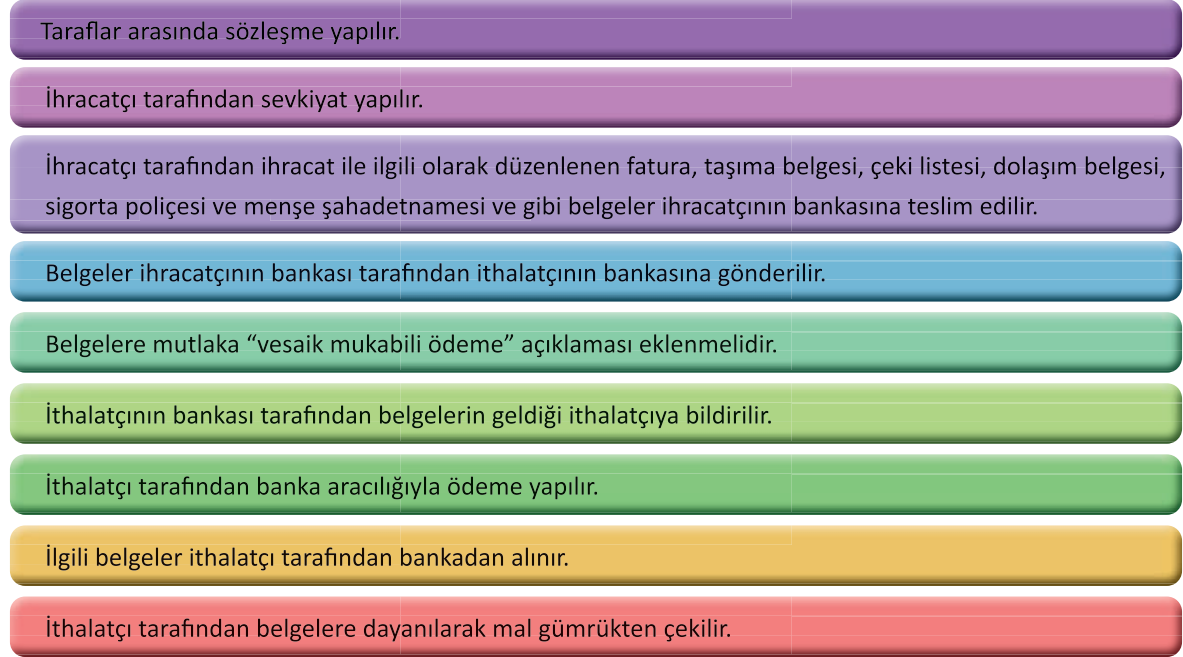 Taraflar arasında sözleşme yapılır.
İhracatçı tarafından sevkiyat yapılır.
İhracatçı tarafından ihracat ile ilgili olarak düzenlenen fatura, taşıma belgesi, çeki listesi, dolaşım belgesi,
sigorta poliçesi ve menşe şahadetnamesi ve gibi belgeler ihracatçının bankasına teslim edilir.
Belgeler ihracatçının bankası tarafından ithalatçının bankasına gönderilir.
Belgelere mutlaka “vesaik mukabili ödeme” açıklaması eklenmelidir.
İthalatçının bankası tarafından belgelerin geldiği ithalatçıya bildirilir.
İthalatçı tarafından banka aracılığıyla ödeme yapılır.
İlgili belgeler ithalatçı tarafından bankadan alınır.
İthalatçı tarafından belgelere dayanılarak mal gümrükten çekilir.